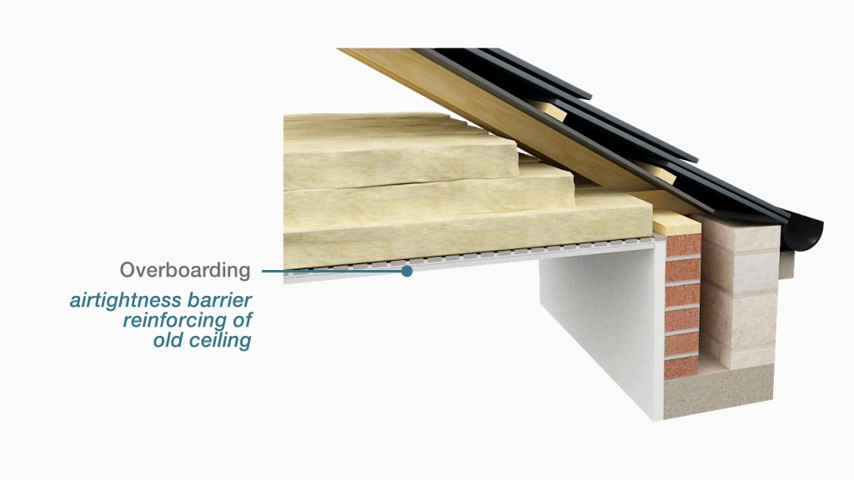 Overboarding
airtightness barrier
reinforcing of
old ceiling